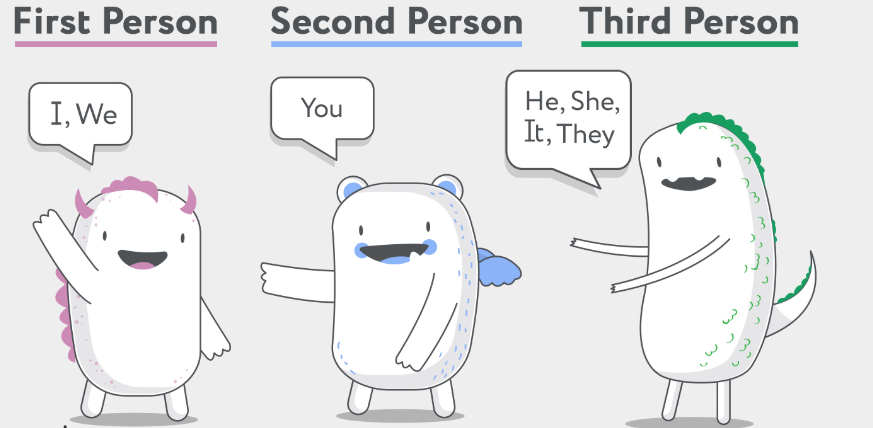 First Person
Second Person
Third Person
I, We
You
He, She,
It, They